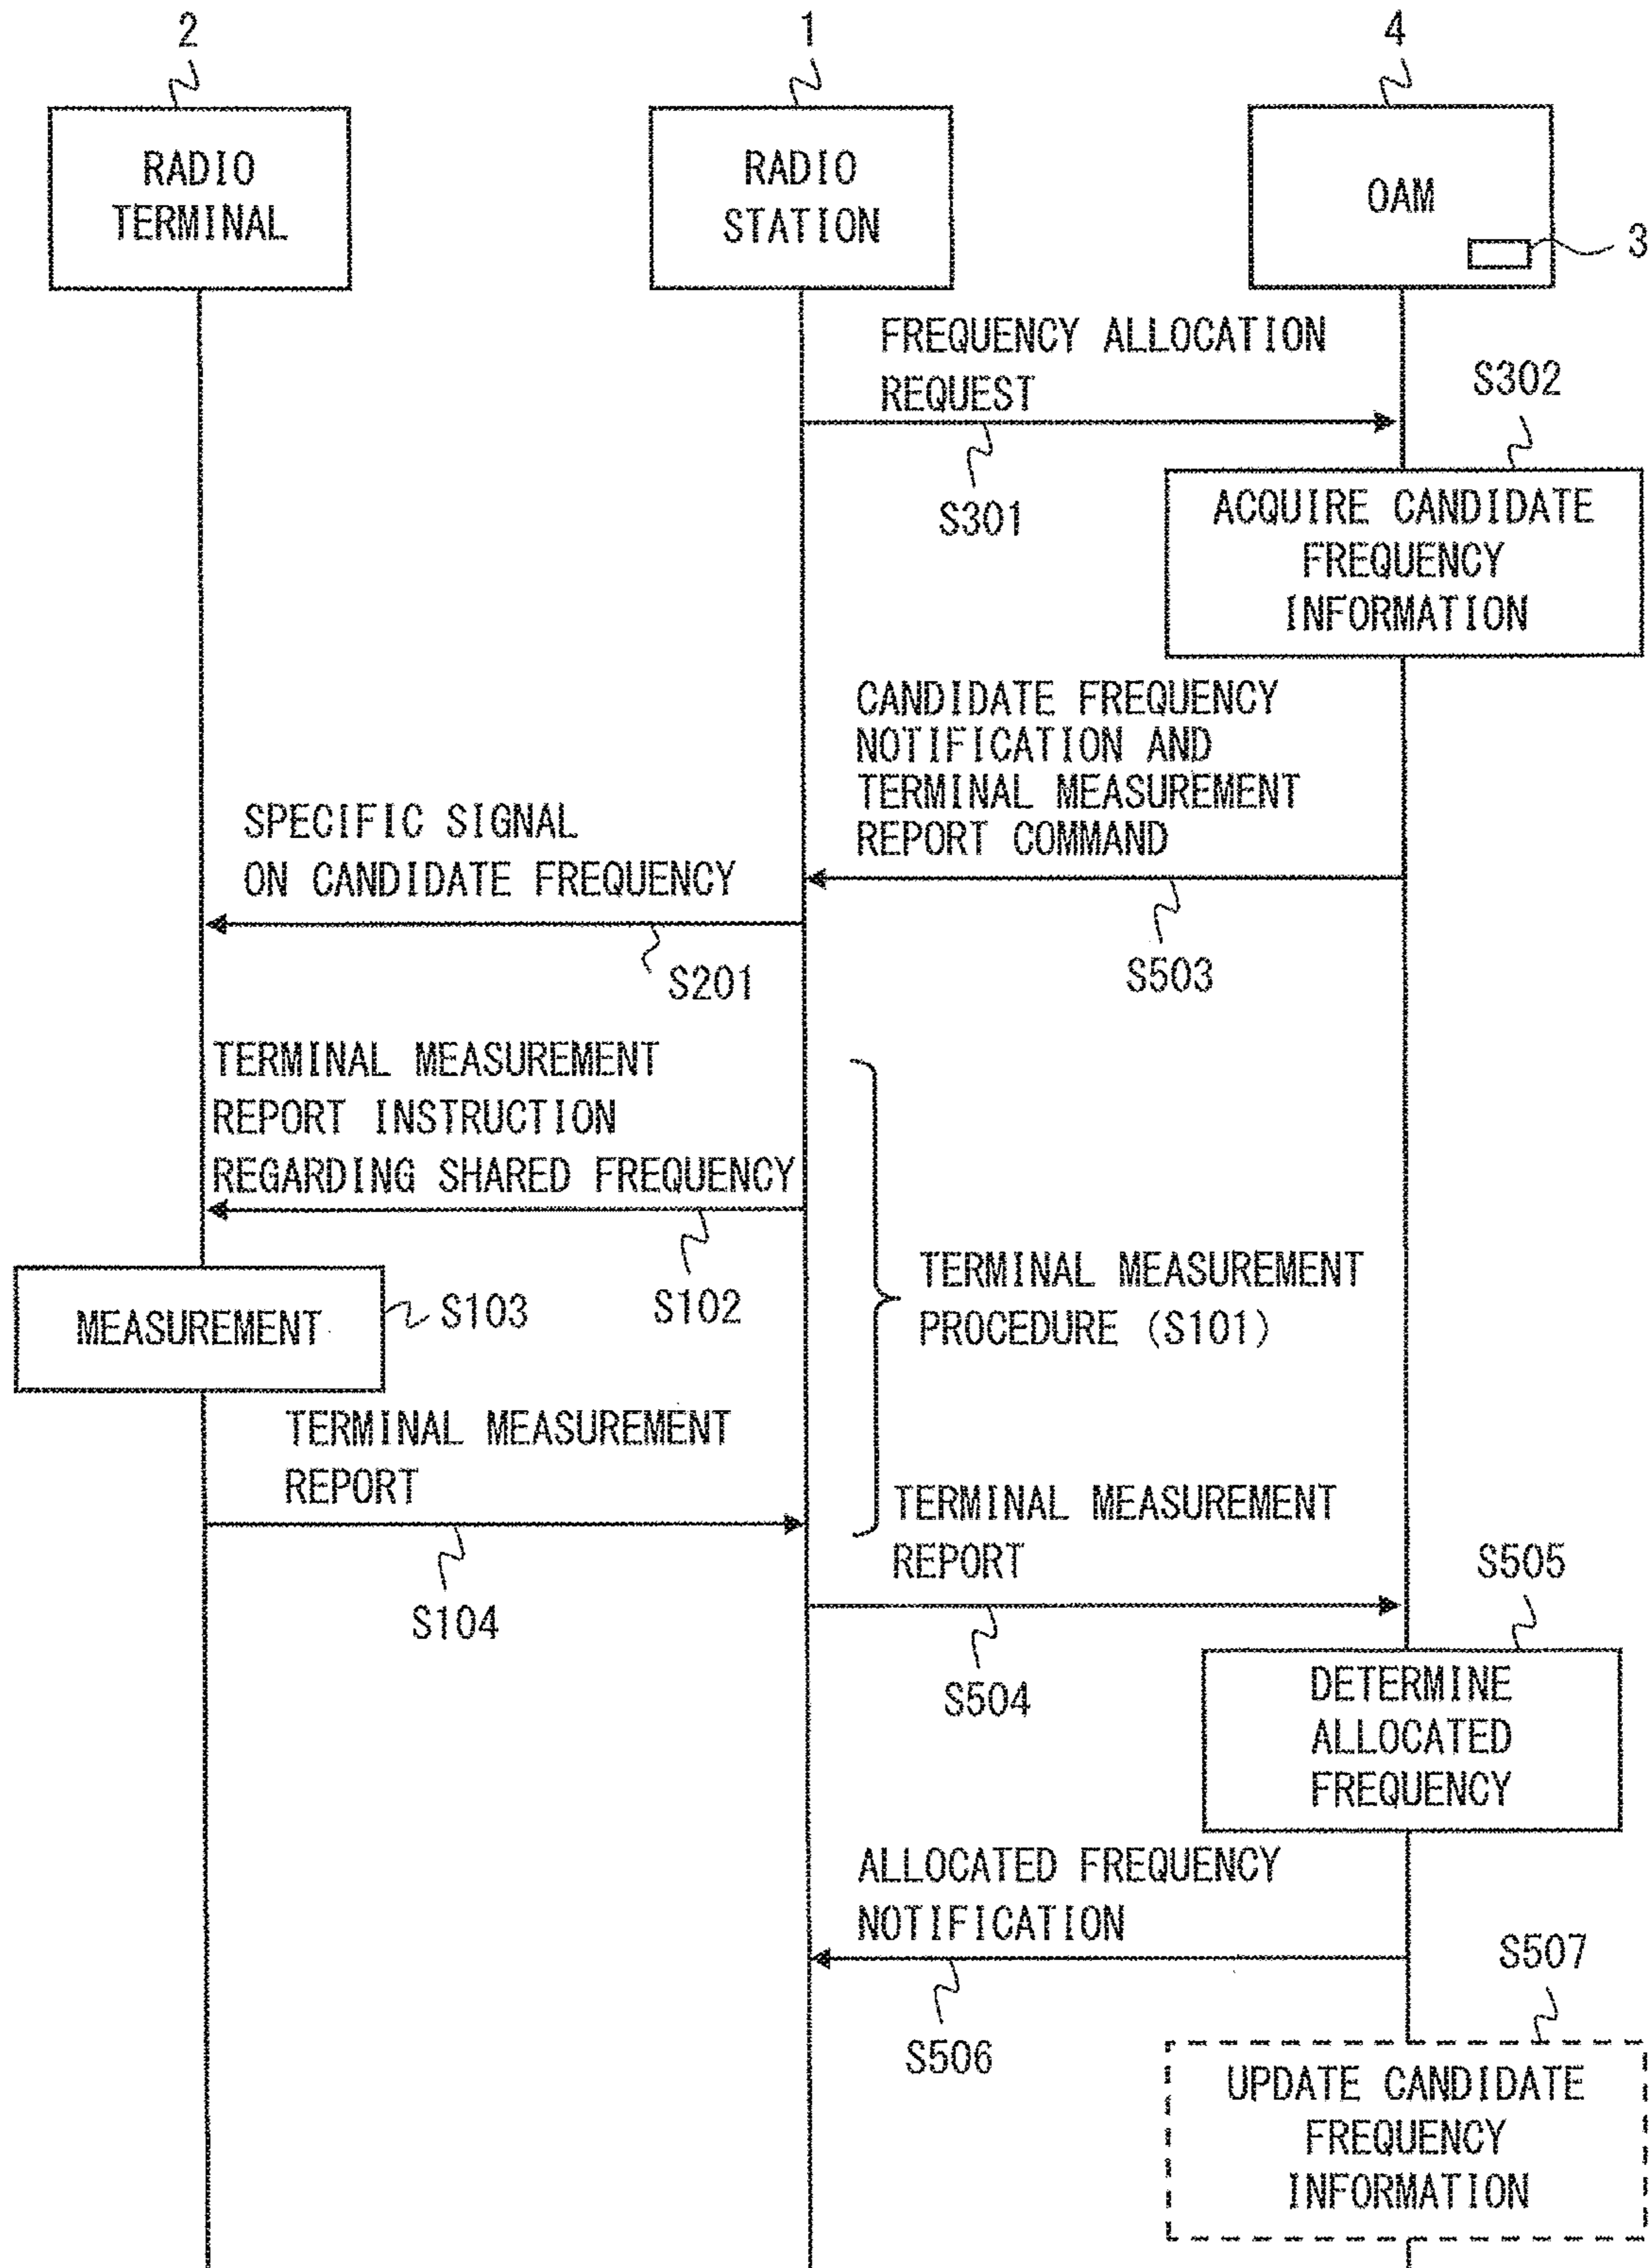 2
1
4
RADIO
TERMINAL
RADIO
STATION
OAM
3
FREQUENCY ALLOCATION
REQUEST
S301
S302
ACQUIRE CANDIDATE
FREQUENCY
INFORMATION
CANDIDATE FREQUENCY
NOTIFICATION AND
TERMINAL MEASUREMENT
REPORT COMMAND
S503
SPECIFIC SIGNAL
ON CANDIDATE FREQUENCY
S201
TERMINAL MEASUREMENT
REPORT INSTRUCTION
REGARDING SHARED FREQUENCY
S102
MEASUREMENT
S103
TERMINAL MEASUREMENT
PROCEDURE (S101)
TERMINAL MEASUREMENT
REPORT
S104
TERMINAL MEASUREMENT
REPORT
S504
S505
DETERMINE
ALLOCATED
FREQUENCY
ALLOCATED FREQUENCY
NOTIFICATION
S506
S507
UPDATE CANDIDATE
FREQUENCY
INFORMATION